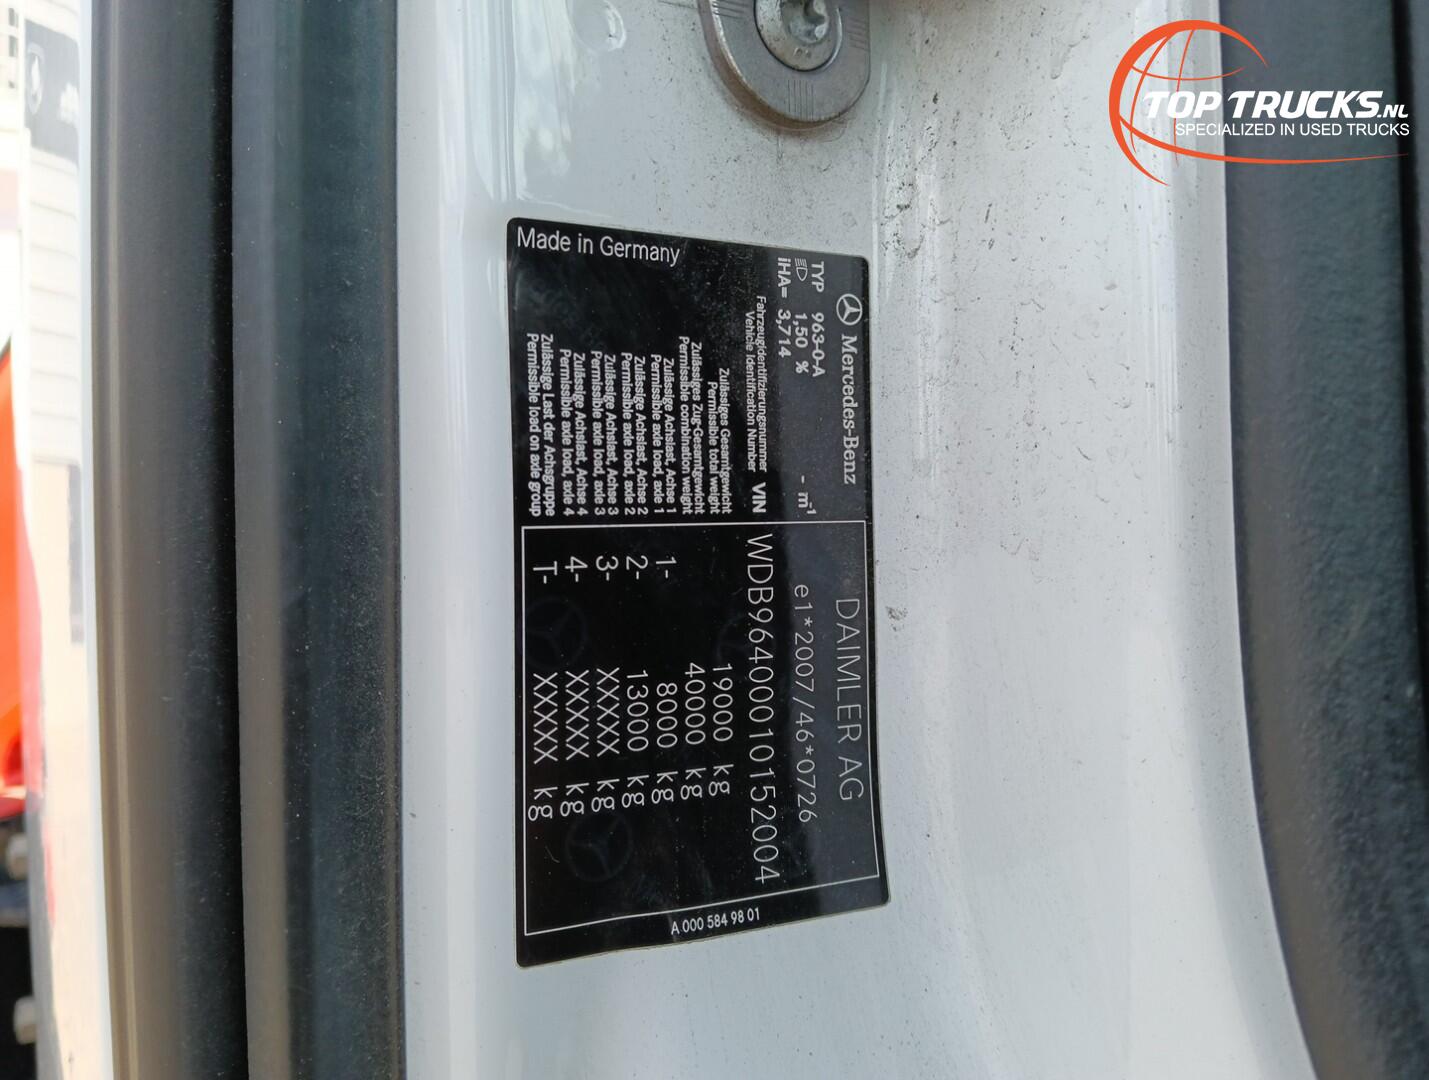 TOP TRUCKS.NL
SPECIALIZED IN USED TRUCKS
Mercedes-Benz
DAIMLER AG
TYP 963-0-A - m-1 e1*2007/46*0726
1,50 %
iHA= 3,714
Fahrzeugidentifizierungsnummer
Vehicle Identification Number VIN WDB96400010152004
Zulässiges Gesamtgewicht
Permissible total weight 19000 kg
Zulässiges Zug-Gesamtgewicht
Permissible combination weight 40000 kg
Zulässige Achslast, Achse 1
Permissible axle load, axle 1 1- 8000 kg
Zulässige Achslast, Achse 2
Permissible axle load, axle 2 2- 13000 kg
Zulässige Achslast, Achse 3
Permissible axle load, axle 3 3- XXXXX kg
Zulässige Achslast, Achse 4
Permissible axle load, axle 4 4- XXXXX kg
Zulässige Last der Achsgruppe
Permissible load on axle group T- XXXXX kg
Made in Germany
A 000 584 98 01